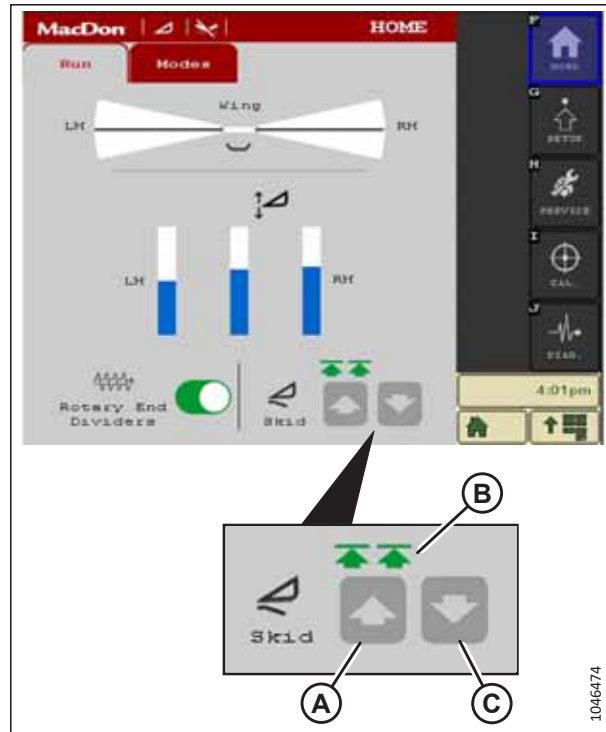 MacDon HOME
Run Modes
Wing
LH RH
LH RH
Rotary End
Dividers
Skid
F
HOME
G
SETUP
H
SERVICE
I
CAL.
J
DIAG.
4:01pm
B
Skid
A C
1046474